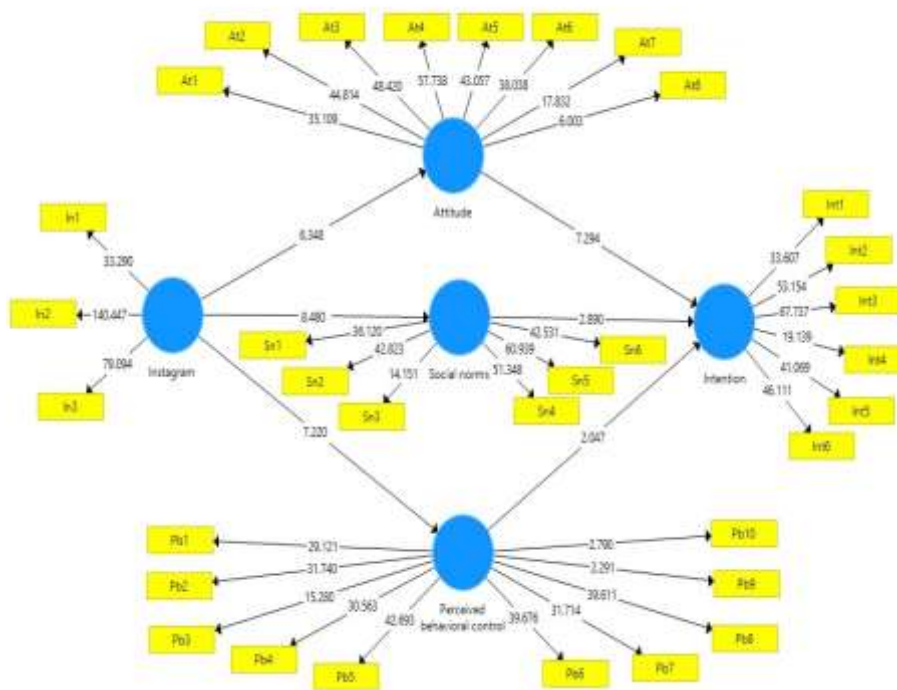 At1
At2
At3
At4
At5
At6
At7
At8
35.109
44.814
48.420
57.738
43.057
38.038
17.832
6.003
Attitude
In1
In2
In3
33.290
140.447
79.094
Instagram
6.348
8.480
7.220
7.294
2.890
2.047
Sn1
Sn2
Sn3
Sn4
Sn5
Sn6
36.120
42.823
14.151
51.348
60.939
42.531
Social norms
Int1
Int2
Int3
Int4
Int5
Int6
33.607
53.154
67.737
19.139
41.069
46.111
Intention
Pb1
Pb2
Pb3
Pb4
Pb5
Pb6
Pb7
Pb8
Pb9
Pb10
29.121
31.740
15.280
30.563
42.693
39.676
31.714
39.611
2.291
2.790
Perceived
behavioral control